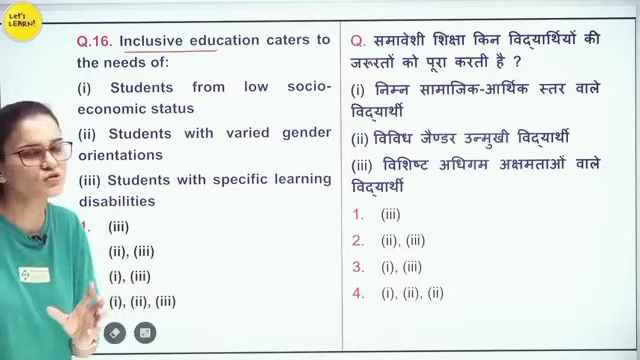 Let's
LEARN!
Q.16. Inclusive education caters to
the needs of:
(i) Students from low socio-
economic status
(ii) Students with varied gender
orientations
(iii) Students with specific learning
disabilities
1. (iii)
(ii), (iii)
(i), (iii)
(i), (ii), (iii)
Q. समावेशी शिक्षा किन विद्यार्थियों की
जरूरतों को पूरा करती है ?
(i) निम्न सामाजिक-आर्थिक स्तर वाले
विद्यार्थी
(ii) विविध जैण्डर उन्मुखी विद्यार्थी
(iii) विशिष्ट अधिगम अक्षमताओं वाले
विद्यार्थी
1. (iii)
2. (ii), (iii)
3. (i), (iii)
4. (i), (ii), (ii)